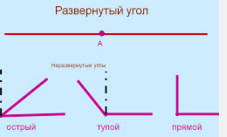 Развернутый угол
А
Неразвернутые углы
острый тупой прямой